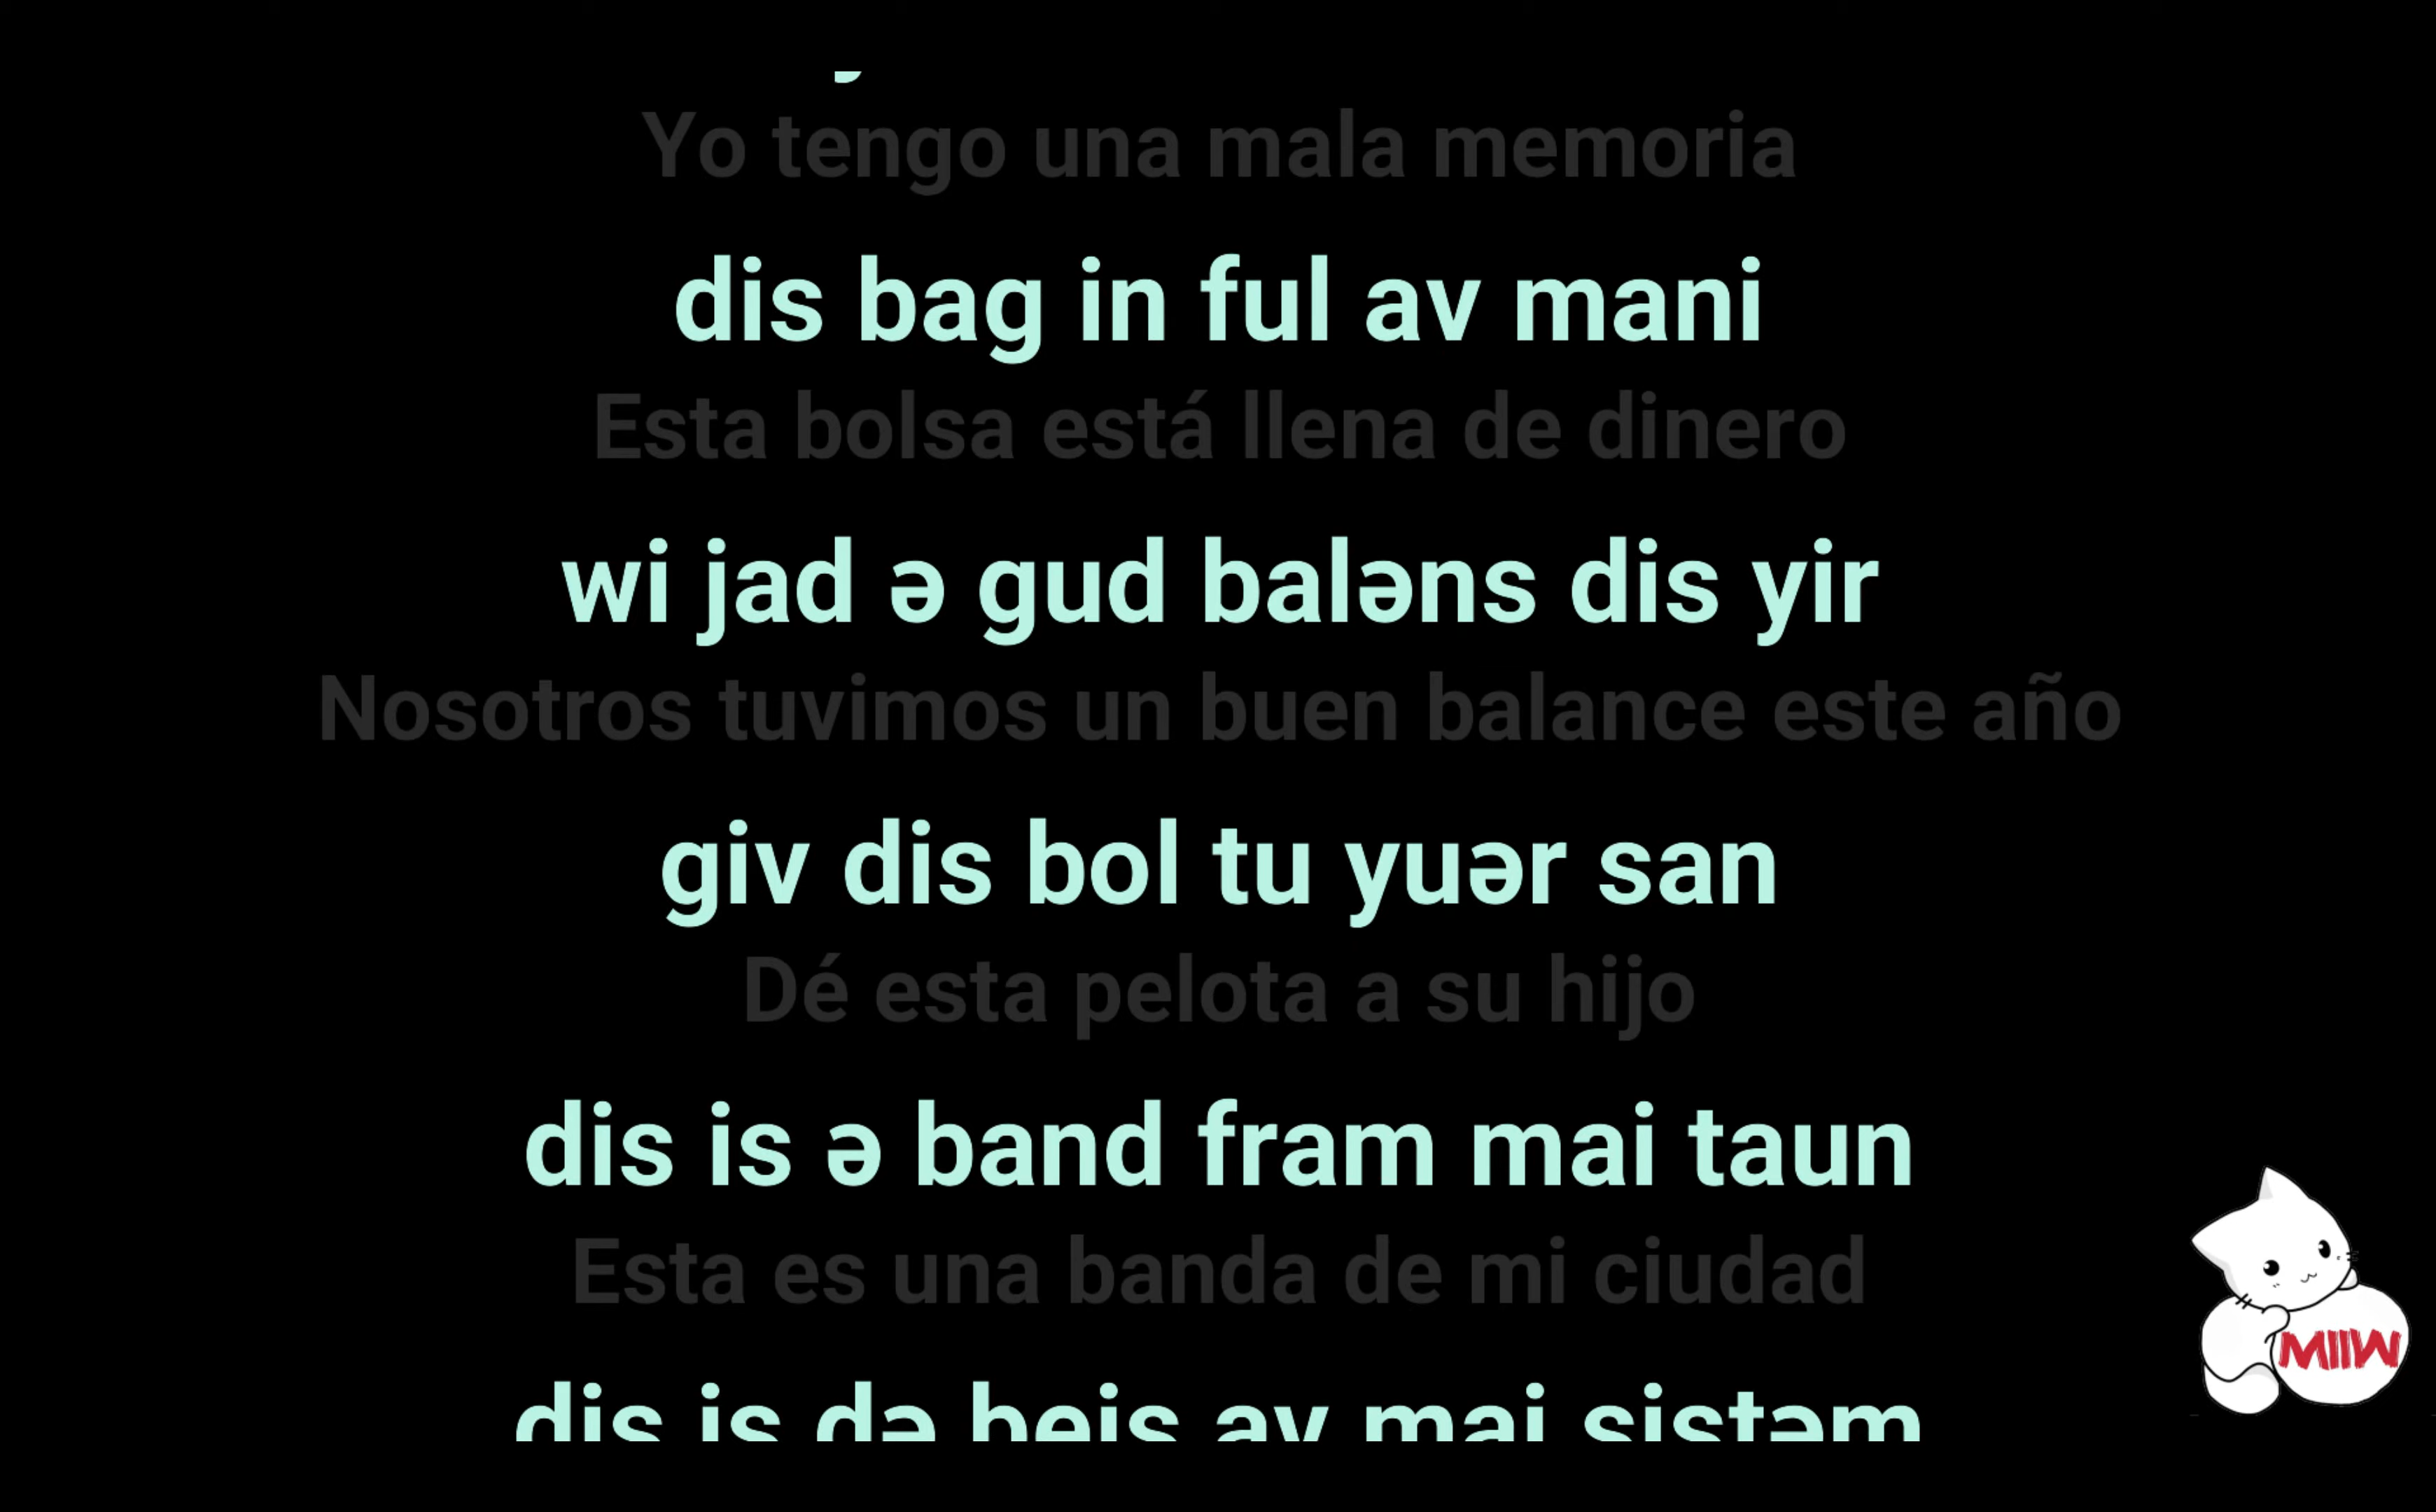 Yo tengo una mala memoria
dis bag in ful av mani
Esta bolsa está llena de dinero
wi jad ə gud baləns dis yir
Nosotros tuvimos un buen balance este año
giv dis bol tu yuər san
Dé esta pelota a su hijo
dis is ə band fram mai taun
Esta es una banda de mi ciudad
dis is də beis av mai sistəm
MIIW